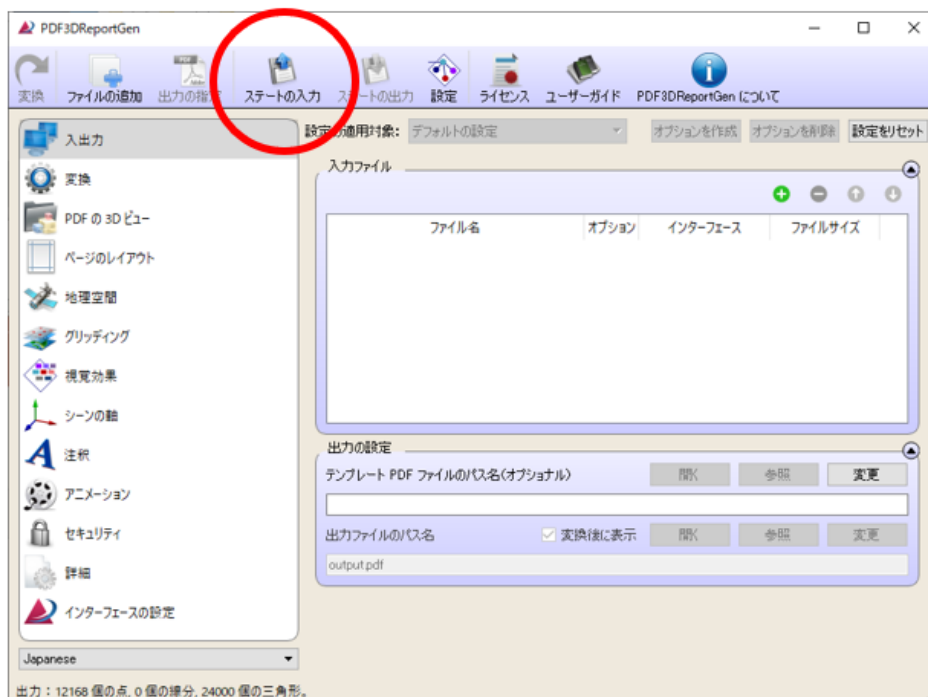 PDF3DReportGen
変換 ファイルの追加 出力の指定 ステートの入力 ステートの出力 設定 ライセンス ユーザーガイド PDF3DReportGen について
設定の適用対象: デフォルトの設定 オプションを作成 オプションを削除 設定をリセット
入出力
変換
PDF の 3D ビュー
ページのレイアウト
地理空間
グリッディング
視覚効果
シーンの軸
注釈
アニメーション
セキュリティ
詳細
インターフェースの設定
Japanese
入力ファイル
ファイル名 オプション インターフェース ファイルサイズ
出力の設定
テンプレート PDF ファイルのパス名(オプショナル) 開く 参照 変更
出力ファイルのパス名 変換後に表示 開く 参照 変更
output.pdf
出力：12168 個の点, 0 個の線分, 24000 個の三角形。